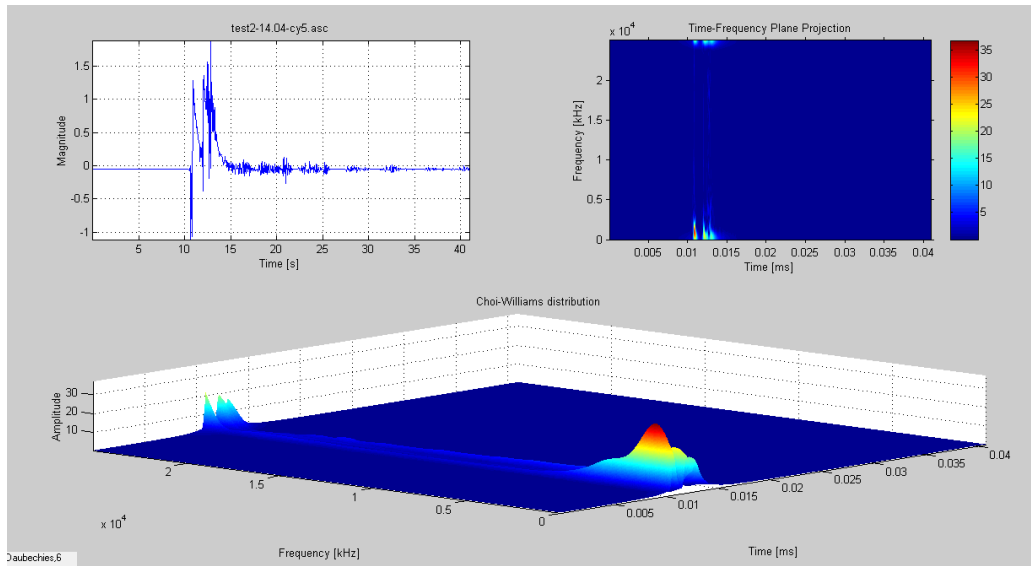 test2-14.04-cy5.asc
Magnitude
1.5
1
0.5
0
-0.5
-1
5 10 15 20 25 30 35 40
Time [s]
Time-Frequency Plane Projection
x 10^4
Frequency [kHz]
2
1.5
1
0.5
0
0.005 0.01 0.015 0.02 0.025 0.03 0.035 0.04
Time [ms]
35
30
25
20
15
10
5
Choi-Williams distribution
Amplitude
30
20
10
2 1.5 1 0.5 0
x 10^4
Frequency [kHz]
0.005 0.01 0.015 0.02 0.025 0.03 0.035 0.04
Time [ms]
Daubechies,6